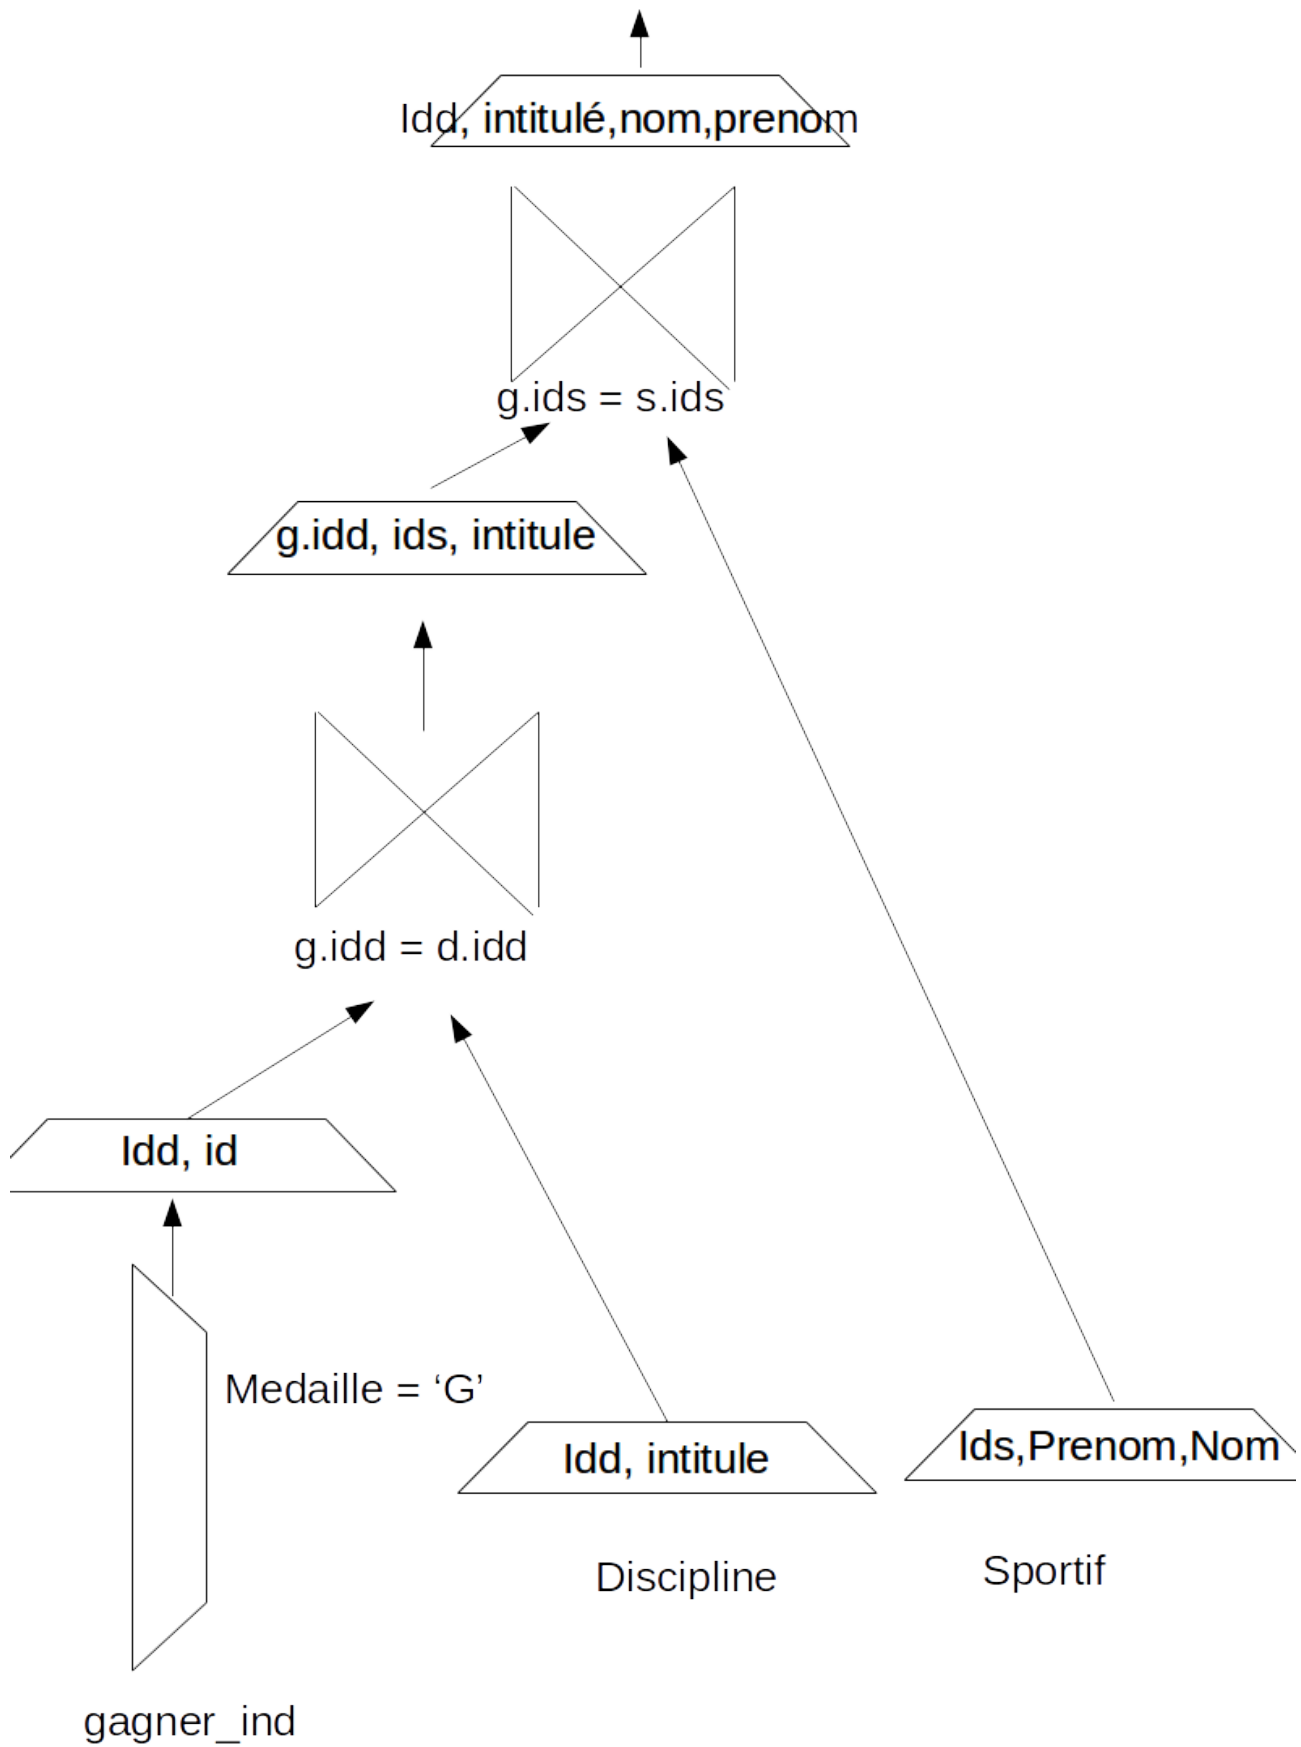 Idd, intitulé,nom,prenom
g.ids = s.ids
g.idd, ids, intitule
g.idd = d.idd
Idd, id
Medaille = ‘G’
Idd, intitule
Ids,Prenom,Nom
Discipline
Sportif
gagner_ind